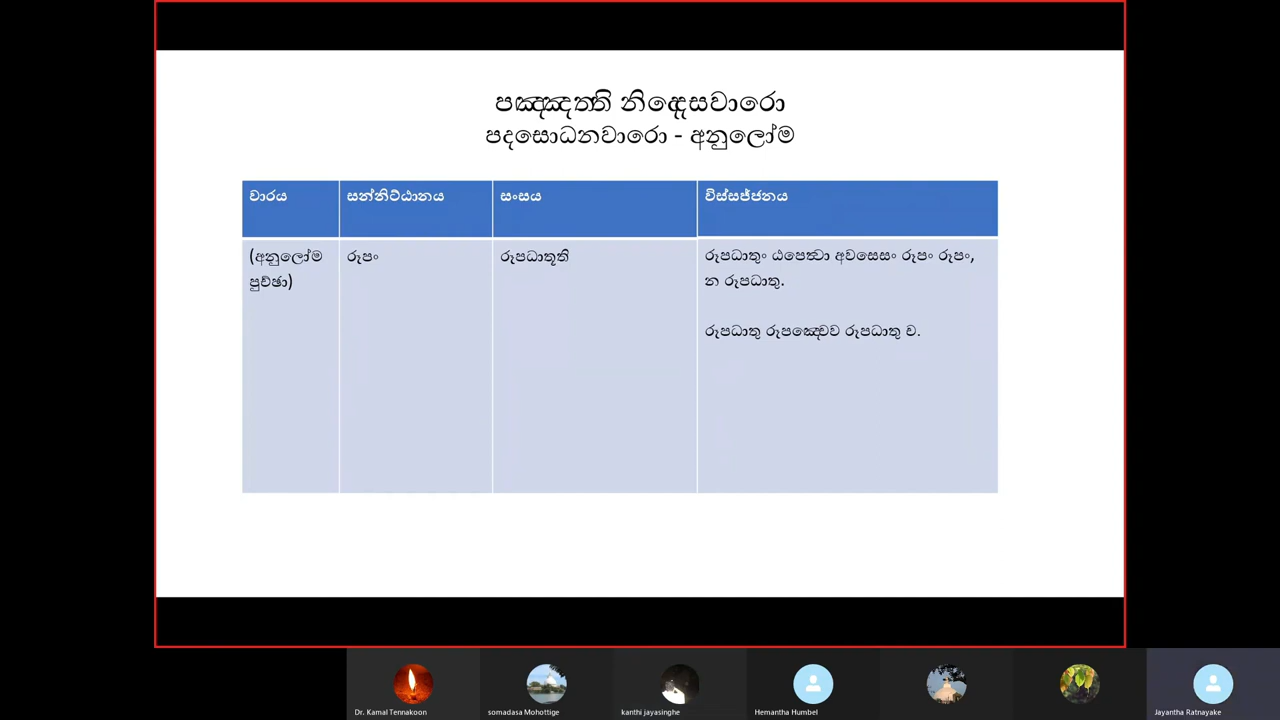 පඤ්ඤත්ති නිද්දෙසවාරො
පදසොධනවාරො - අනුලෝම
වාරය
සන්නිට්ඨානය
සංසය
විස්සජ්ජනය
(අනුලෝම
පුච්ඡා)
රූපං
රූපධාතූති
රූපධාතුං ඨපෙත්වා අවසෙසං රූපං රූපං,
න රූපධාතු.
රූපධාතු රූපඤ්චෙව රූපධාතු ච.
Dr. Kamal Tennakoon
somadasa Mohottige
kanthi jayasinghe
Hemantha Humbel
Jayantha Ratnayake